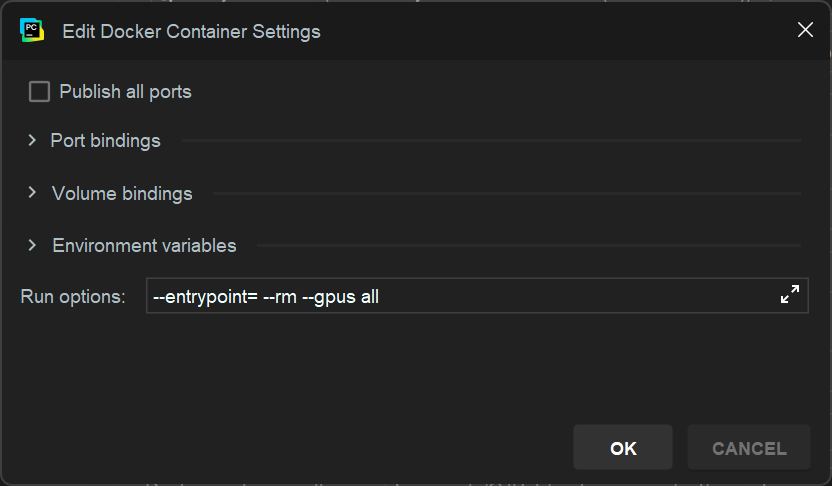 PC
Edit Docker Container Settings
Publish all ports
Port bindings
Volume bindings
Environment variables
Run options: --entrypoint= --rm --gpus all
OK CANCEL